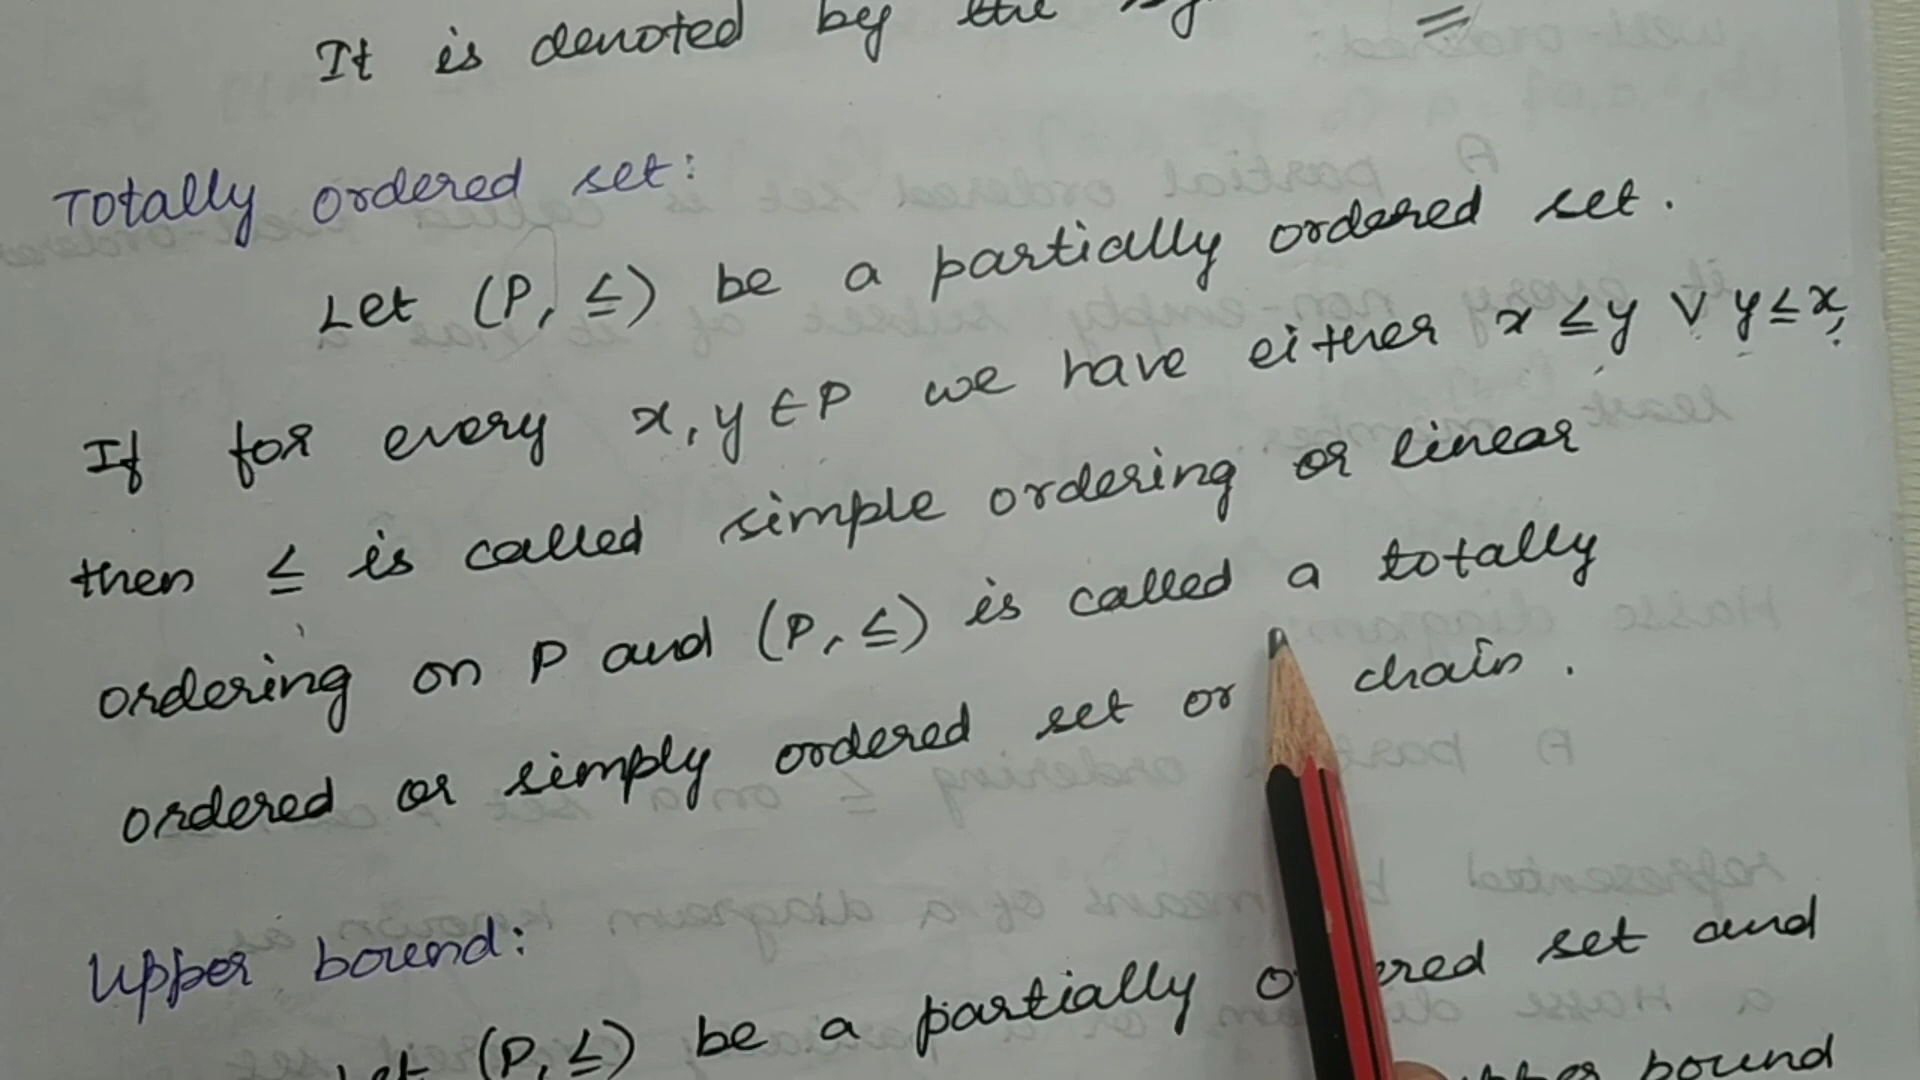 It is denoted by the
Totally ordered set:
Let (P, ≤) be a partially ordered set.
If for every x, y ∈ P we have either x ≤ y ∨ y ≤ x,
then ≤ is called simple ordering or linear
ordering on P and (P, ≤) is called a totally
ordered or simply ordered set or chain.
Upper bound:
Let (P, ≤) be a partially set and
bound